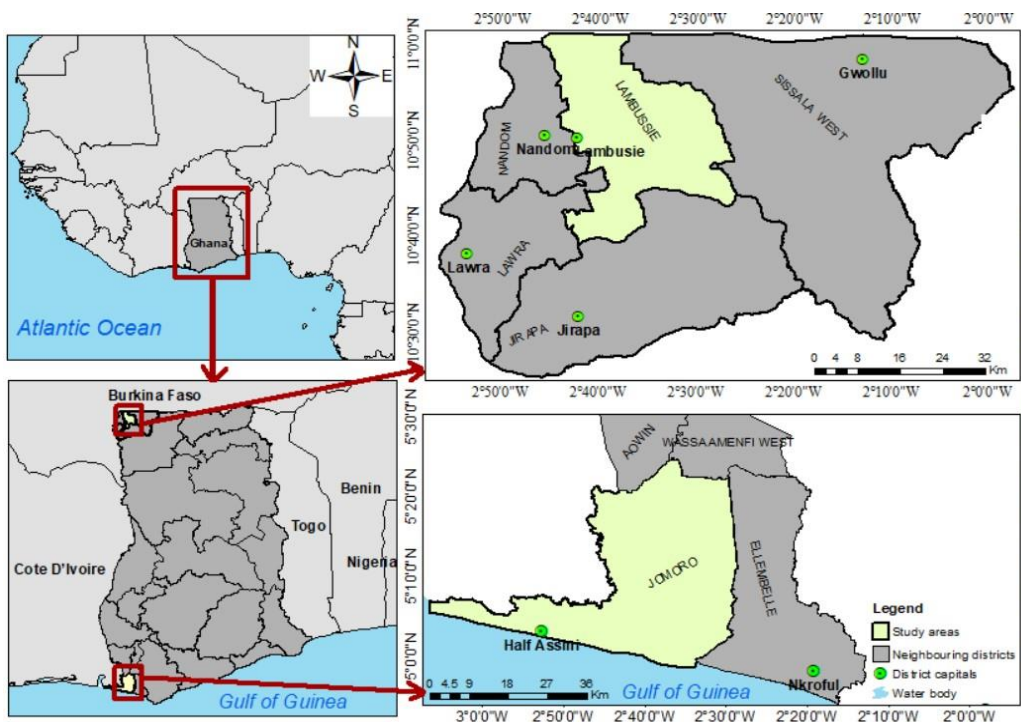 N
W E
S
Ghana
Atlantic Ocean
2°50'0"W 2°40'0"W 2°30'0"W 2°20'0"W 2°10'0"W 2°0'0"W
11°0'0"N
10°50'0"N
10°40'0"N
10°30'0"N
Gwollu
SISSALA WEST
LAMBUSSIE
NANDOM
Nandom
Lambusie
LAWRA
Lawra
JIRAPA
Jirapa
0 4 8 16 24 32
Km
2°50'0"W 2°40'0"W 2°30'0"W 2°20'0"W 2°10'0"W 2°0'0"W
Burkina Faso
Benin
Togo
Nigeria
Cote D'Ivoire
Gulf of Guinea
5°30'0"N
5°20'0"N
5°10'0"N
5°0'0"N
AOWIN
WASSAAMENFI WEST
JOMORO
ELLEMBELLE
Half Assini
Nkroful
Legend
Study areas
Neighbouring districts
District capitals
Water body
0 4.5 9 18 27 36
Km
Gulf of Guinea
3°0'0"W 2°50'0"W 2°40'0"W 2°30'0"W 2°20'0"W 2°10'0"W 2°0'0"W